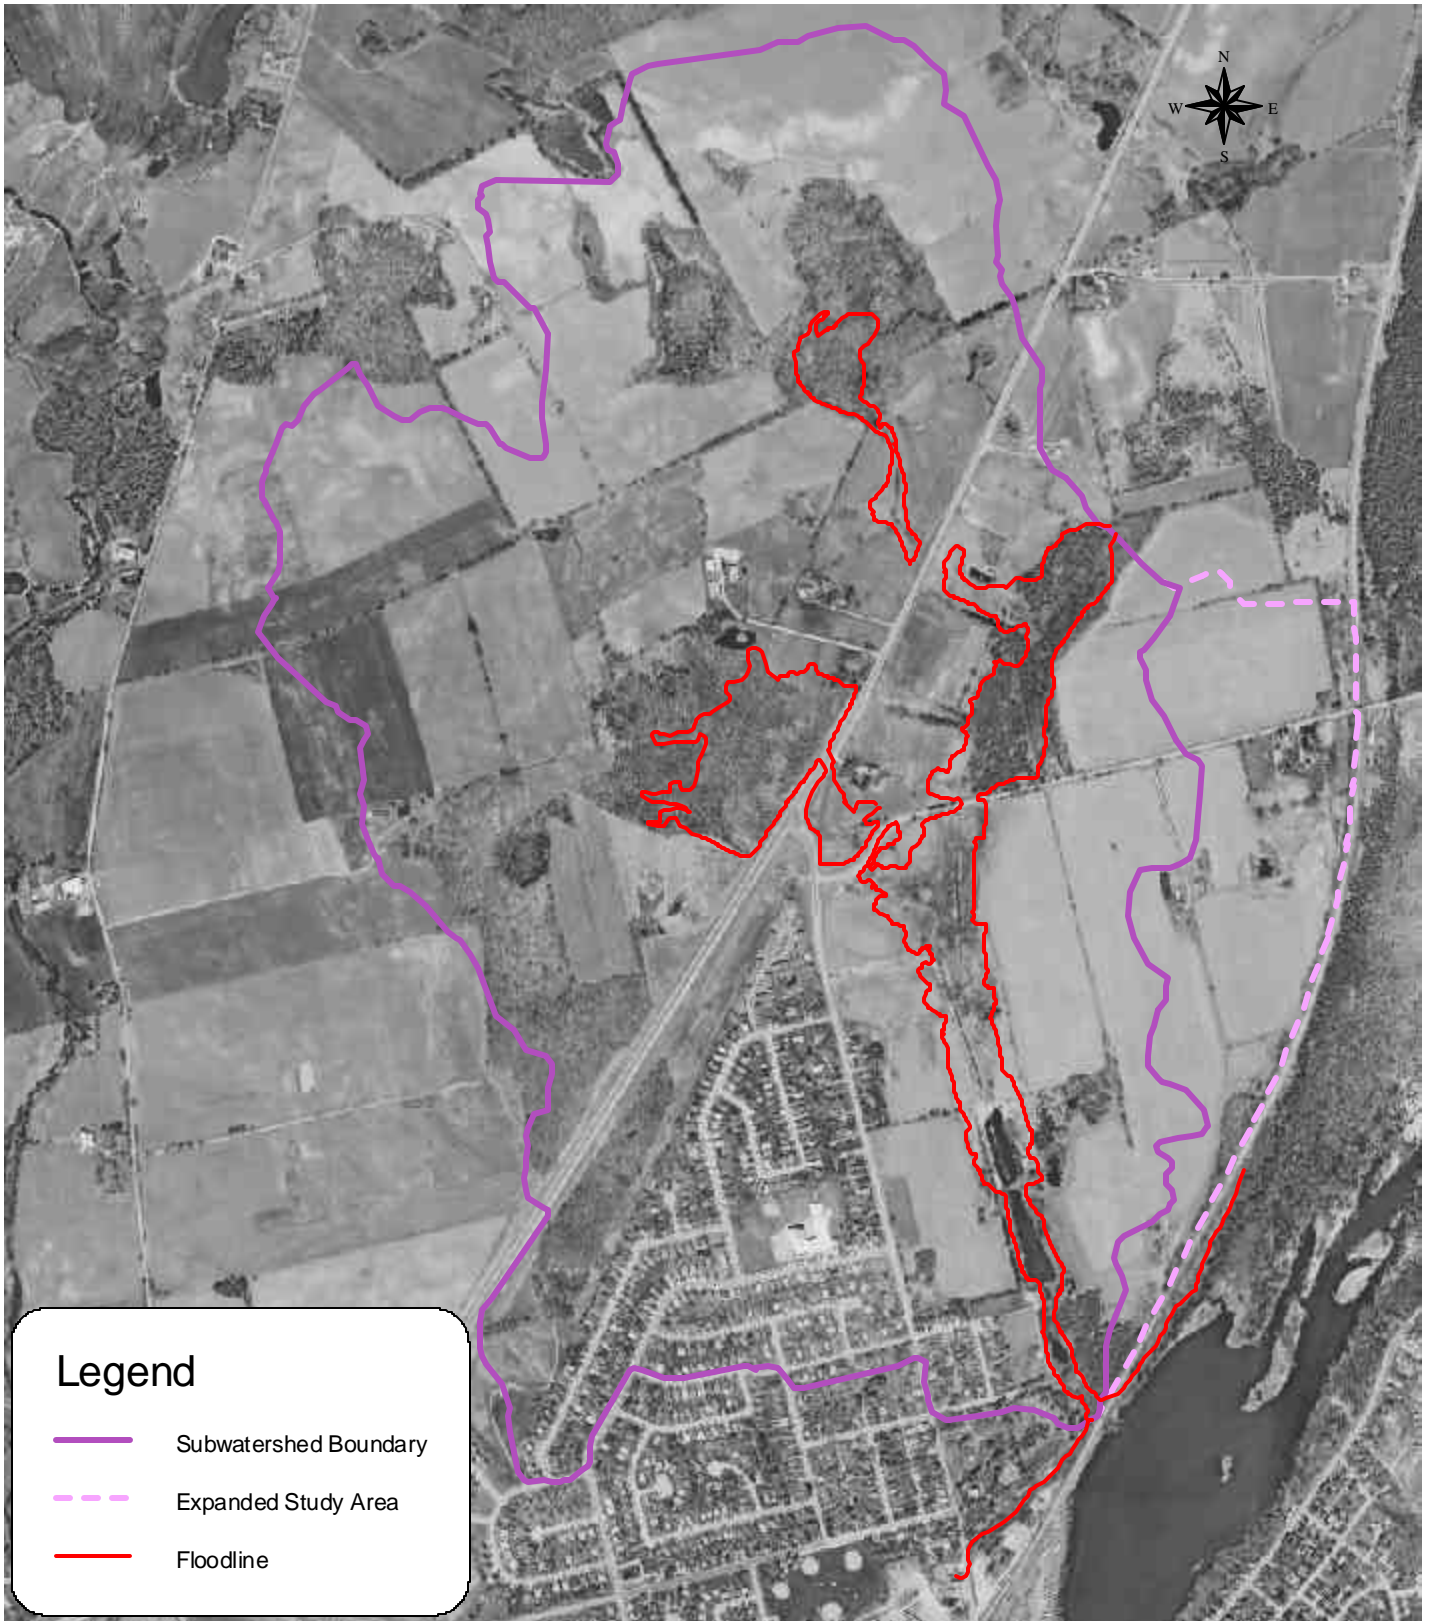 N
W E
S
Legend
Subwatershed Boundary
Expanded Study Area
Floodline